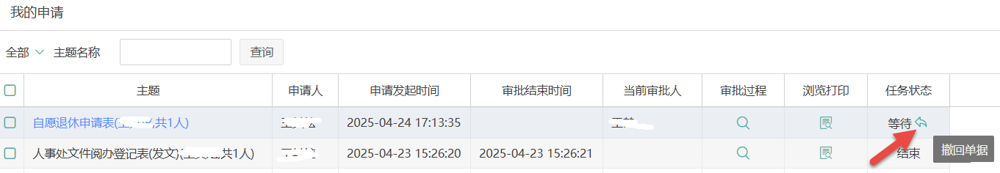 我的申请
全部 主题名称 查询
主题 申请人 申请发起时间 审批结束时间 当前审批人 审批过程 浏览打印 任务状态
自愿退休申请表(,共1人) 2025-04-24 17:13:35 等待
撤回单据
人事处文件阅办登记表(发文)(,共1人) 2025-04-23 15:26:20 2025-04-23 15:26:21 结束